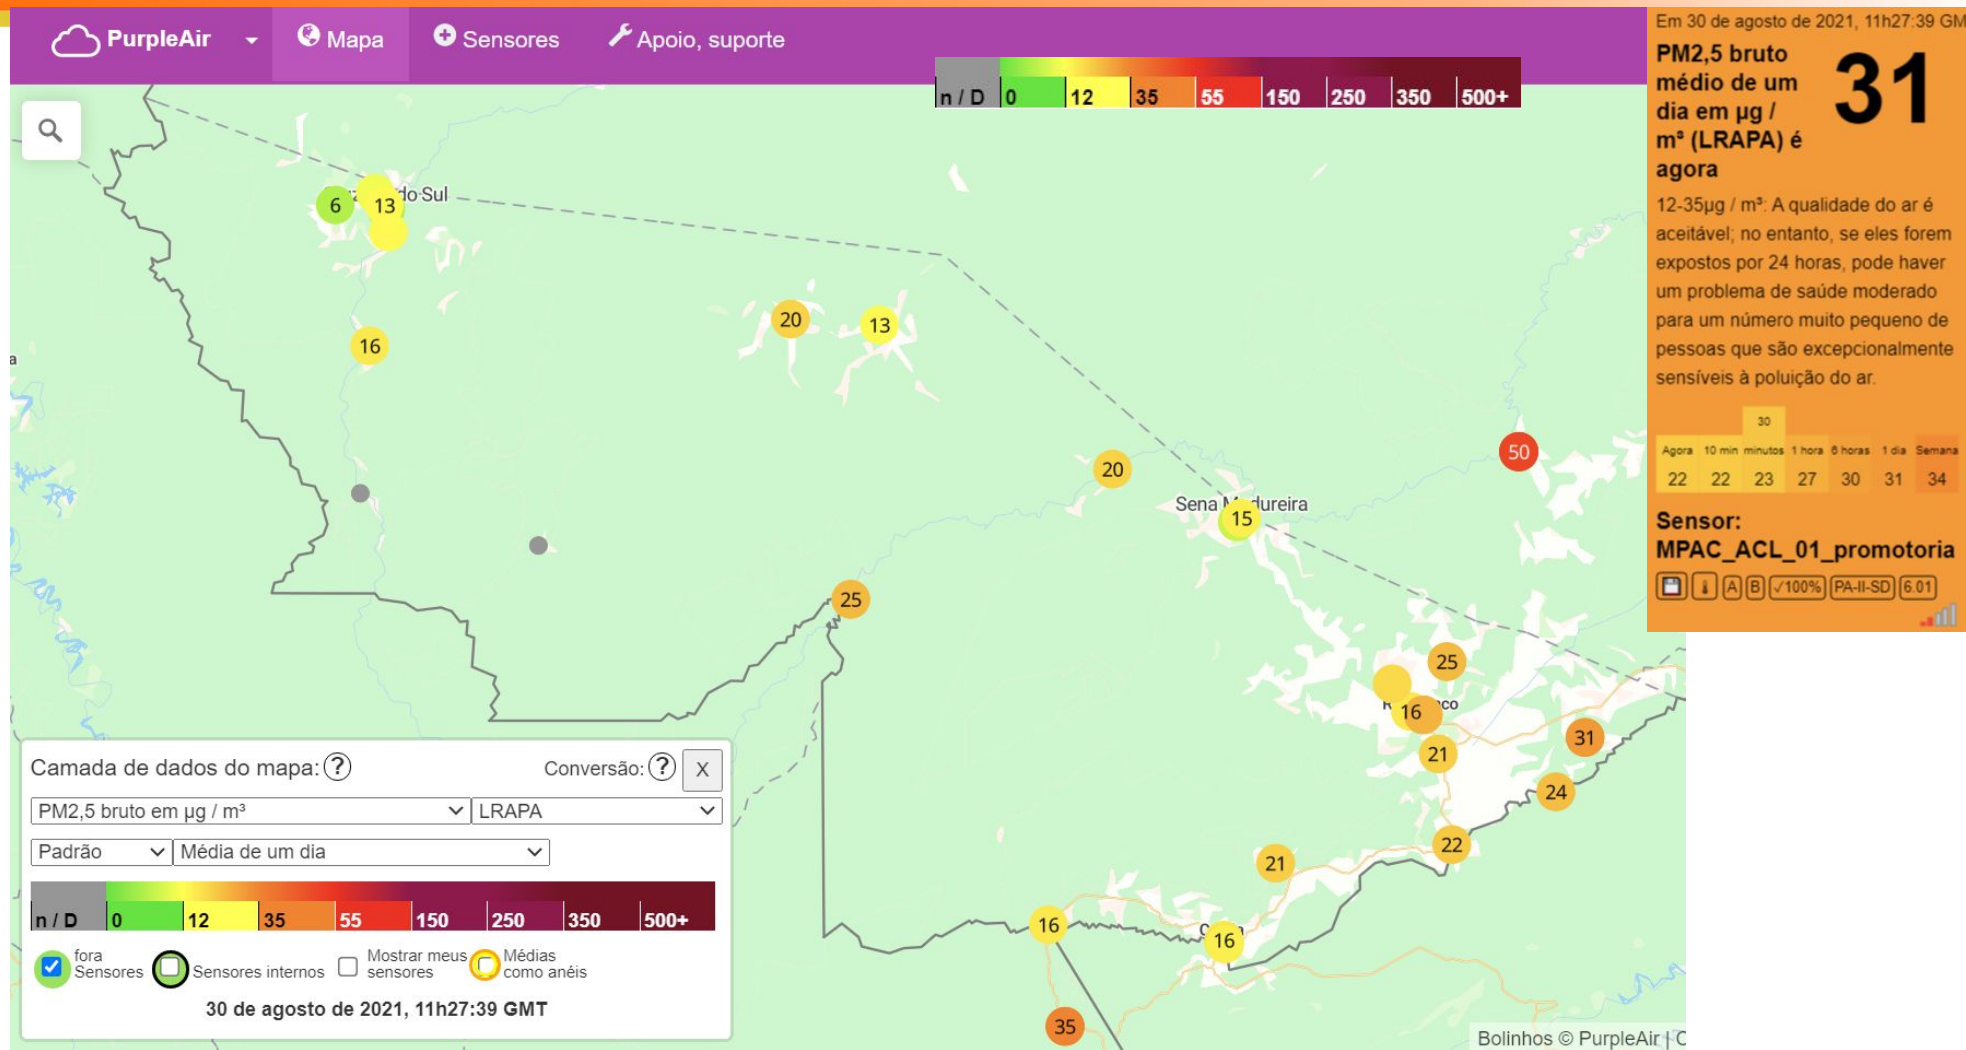 PurpleAir
Mapa
Sensores
Apoio, suporte
n / D 0 12 35 55 150 250 350 500+
Em 30 de agosto de 2021, 11h27:39 GM
PM2,5 bruto
médio de um
dia em µg /
m³ (LRAPA) é
agora
31
12-35µg / m³: A qualidade do ar é
aceitável; no entanto, se eles forem
expostos por 24 horas, pode haver
um problema de saúde moderado
para um número muito pequeno de
pessoas que são excepcionalmente
sensíveis à poluição do ar.
30
Agora 10 min minutos 1 hora 6 horas 1 dia Semana
22 22 23 27 30 31 34
Sensor:
MPAC_ACL_01_promotoria
A B ✓100% PA-II-SD 6.01
6
13
do Sul
20
13
16
a
50
20
Sena Madureira
15
25
25
16
co
31
21
24
22
21
16
16
35
Camada de dados do mapa: ?
Conversão: ? X
PM2,5 bruto em µg / m³
LRAPA
Padrão
Média de um dia
n / D 0 12 35 55 150 250 350 500+
fora
Sensores
Sensores internos
Mostrar meus
sensores
Médias
como anéis
30 de agosto de 2021, 11h27:39 GMT
Bolinhos © PurpleAir | C